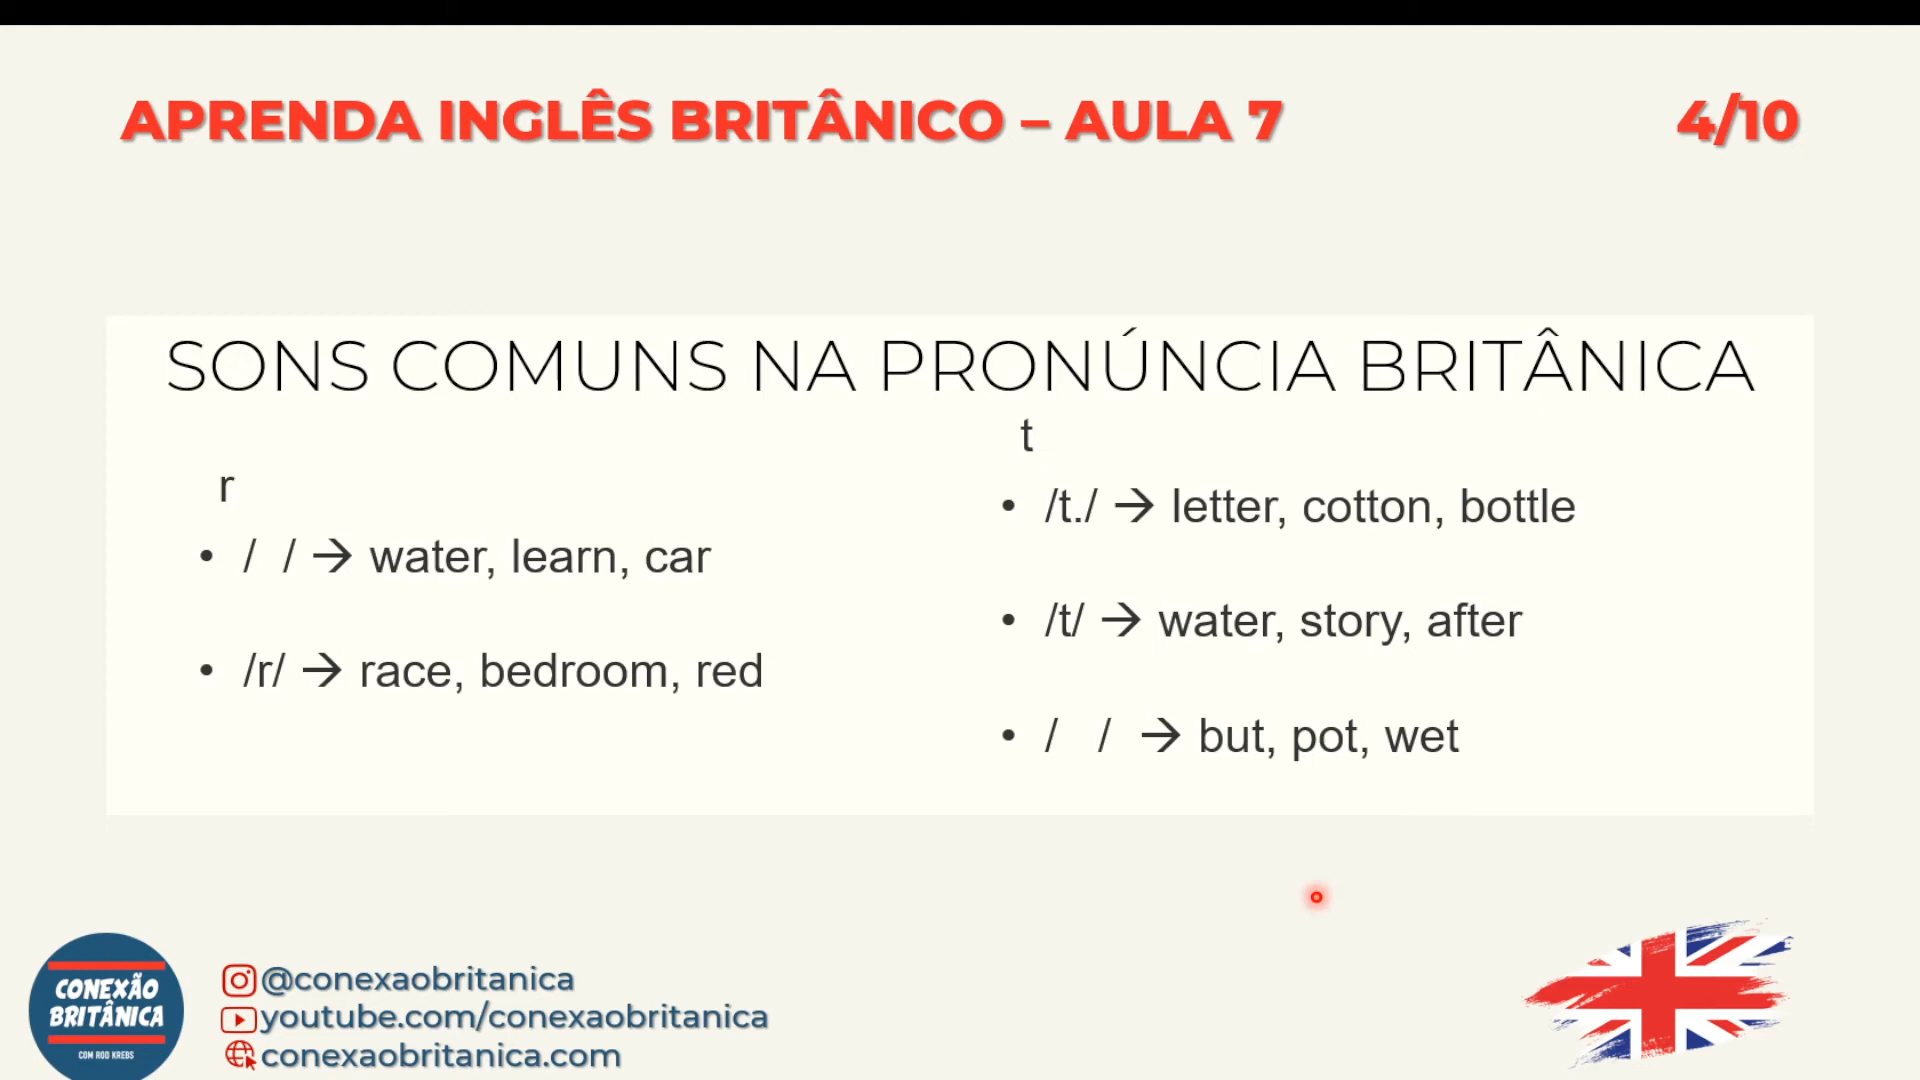 APRENDA INGLÊS BRITÂNICO – AULA 7
4/10
SONS COMUNS NA PRONÚNCIA BRITÂNICA
r
• /  / → water, learn, car
• /r/ → race, bedroom, red
t
• /t./ → letter, cotton, bottle
• /t/ → water, story, after
• /   / → but, pot, wet
CONEXÃO
BRITÂNICA
COM ROD KREBS
@conexaobritanica
youtube.com/conexaobritanica
conexaobritanica.com